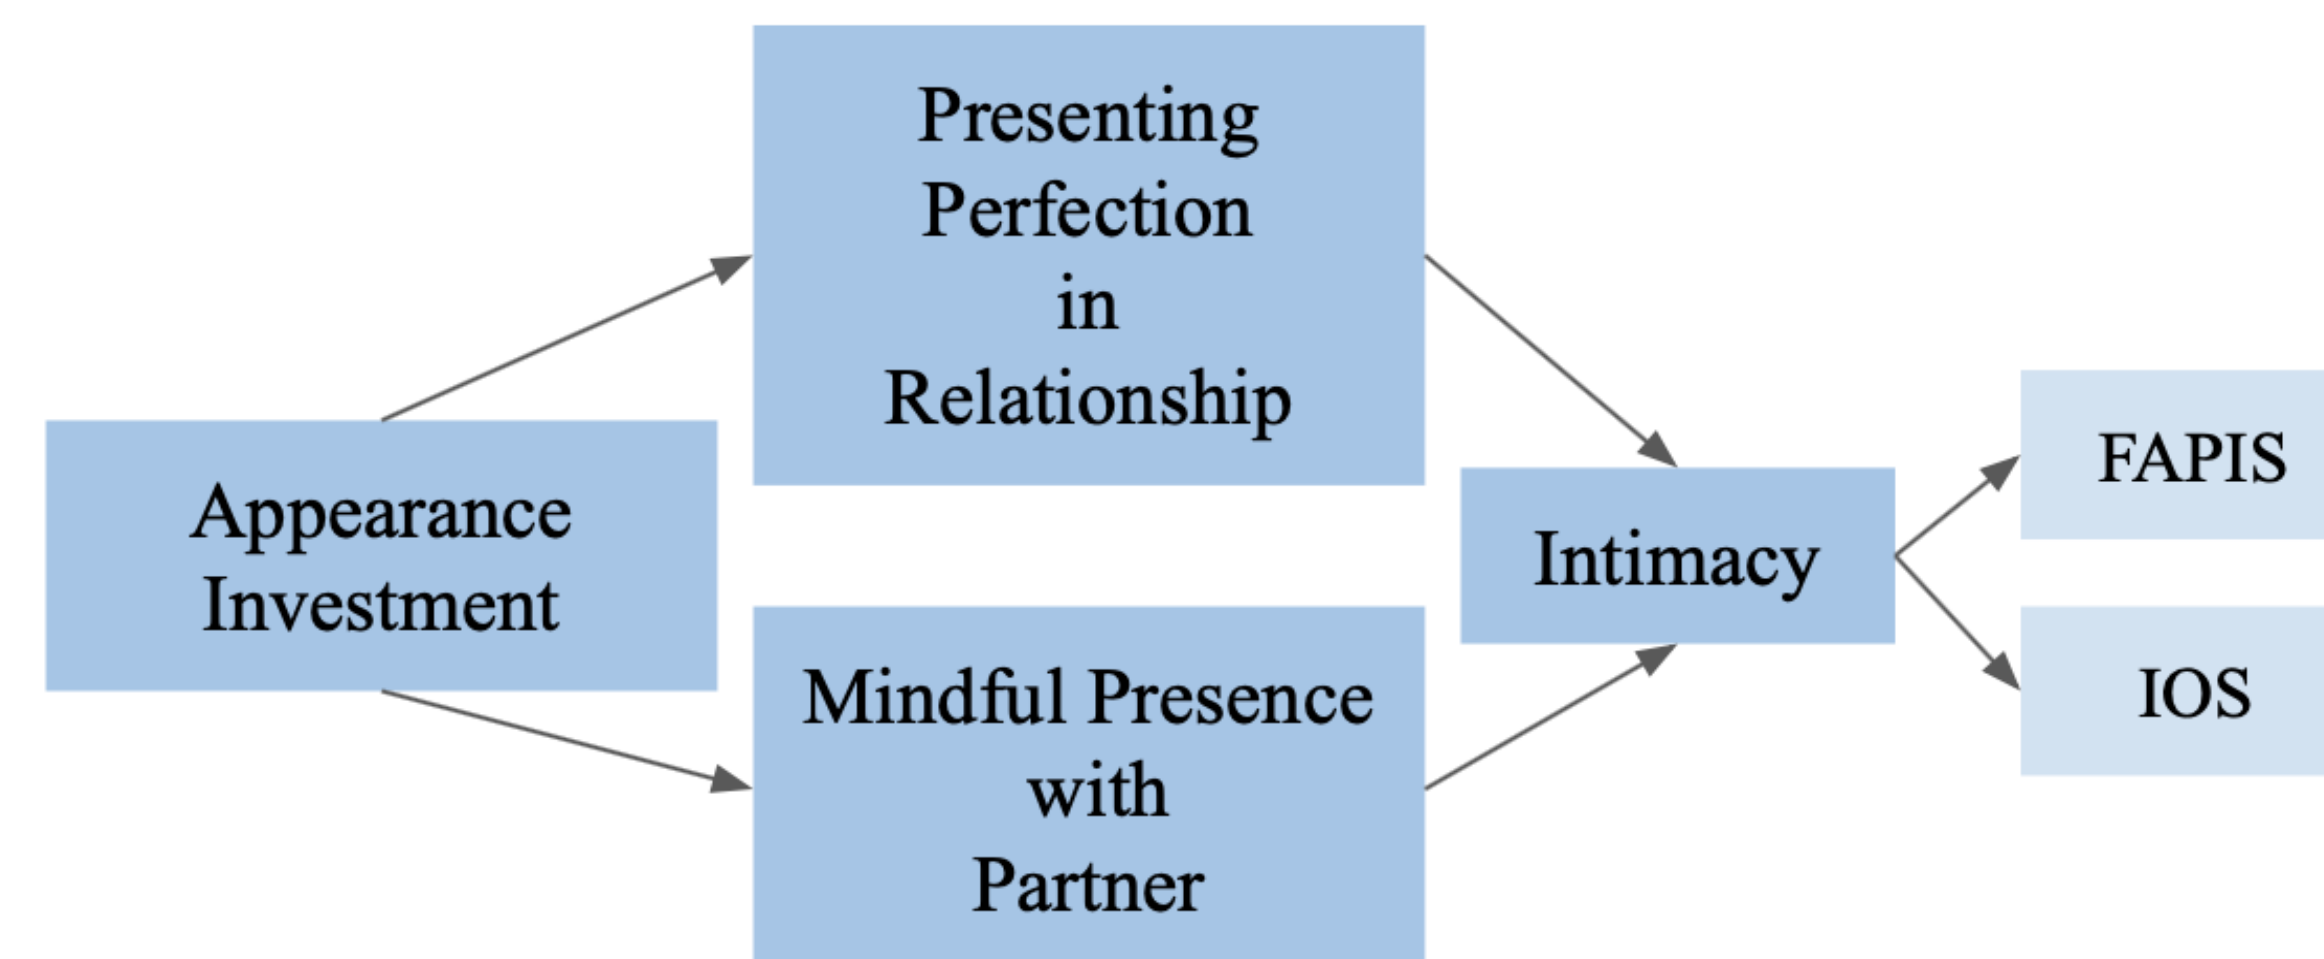 Presenting
Perfection
in
Relationship
Appearance
Investment
Mindful Presence
with
Partner
Intimacy
FAPIS
IOS